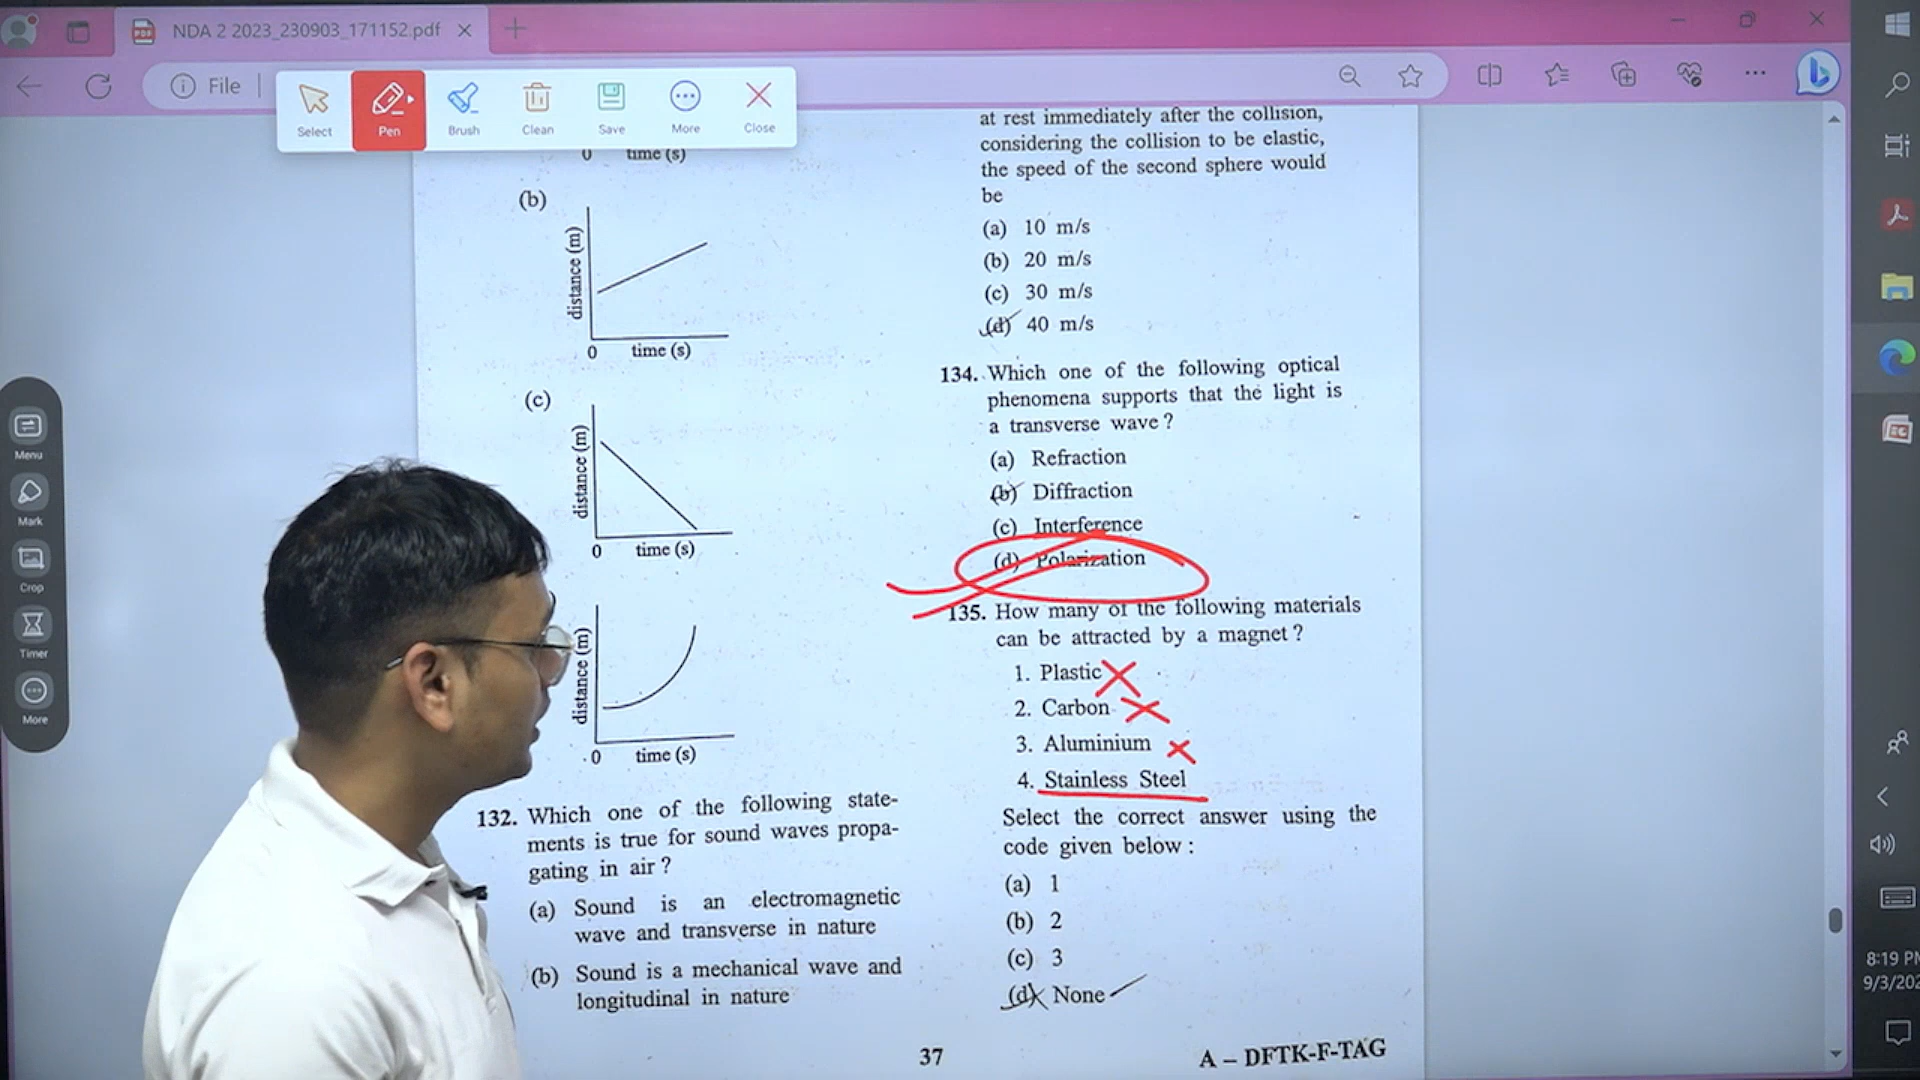 NDA 2 2023_230903_171152.pdf
File
Select
Pen
Brush
Clean
Save
More
Close
0 time (s)
(b)
distance (m)
0 time (s)
(c)
distance (m)
0 time (s)
)
distance (m)
0 time (s)
132. Which one of the following state-
ments is true for sound waves propa-
gating in air ?
(a) Sound is an electromagnetic
wave and transverse in nature
(b) Sound is a mechanical wave and
longitudinal in nature
at rest immediately after the collision,
considering the collision to be elastic,
the speed of the second sphere would
be
(a) 10 m/s
(b) 20 m/s
(c) 30 m/s
(d) 40 m/s
134. Which one of the following optical
phenomena supports that the light is
a transverse wave ?
(a) Refraction
(b) Diffraction
(c) Interference
(d) Polarization
135. How many of the following materials
can be attracted by a magnet ?
1. Plastic
2. Carbon
3. Aluminium
4. Stainless Steel
Select the correct answer using the
code given below :
(a) 1
(b) 2
(c) 3
(d) None
37
A – DFTK-F-TAG
Menu
Mark
Crop
Timer
More
8:19 PM
9/3/202